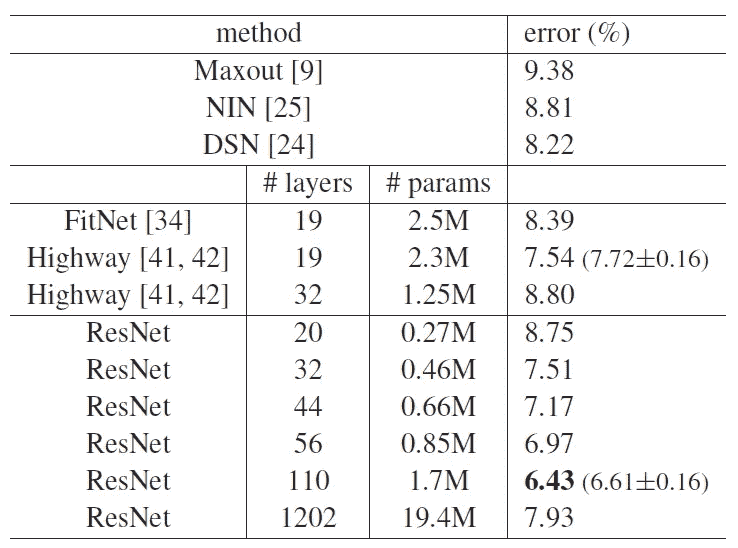 method error (%)
Maxout [9] 9.38
NIN [25] 8.81
DSN [24] 8.22
# layers # params
FitNet [34] 19 2.5M 8.39
Highway [41, 42] 19 2.3M 7.54 (7.72±0.16)
Highway [41, 42] 32 1.25M 8.80
ResNet 20 0.27M 8.75
ResNet 32 0.46M 7.51
ResNet 44 0.66M 7.17
ResNet 56 0.85M 6.97
ResNet 110 1.7M 6.43 (6.61±0.16)
ResNet 1202 19.4M 7.93